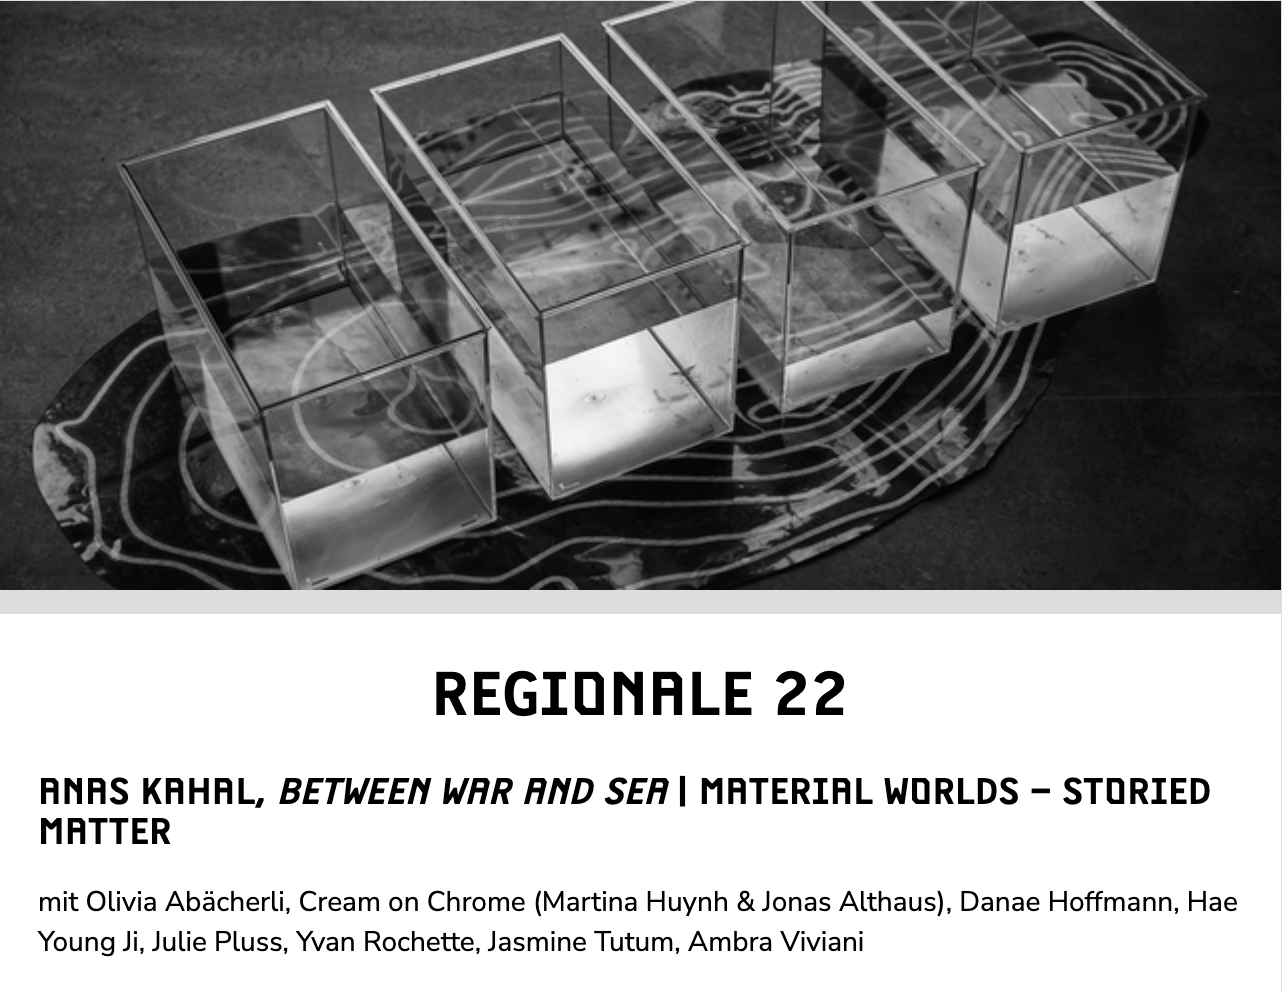 REGIONALE 22
ANAS KAHAL, BETWEEN WAR AND SEA | MATERIAL WORLDS – STORIED
MATTER
mit Olivia Abächerli, Cream on Chrome (Martina Huynh & Jonas Althaus), Danae Hoffmann, Hae
Young Ji, Julie Pluss, Yvan Rochette, Jasmine Tutum, Ambra Viviani